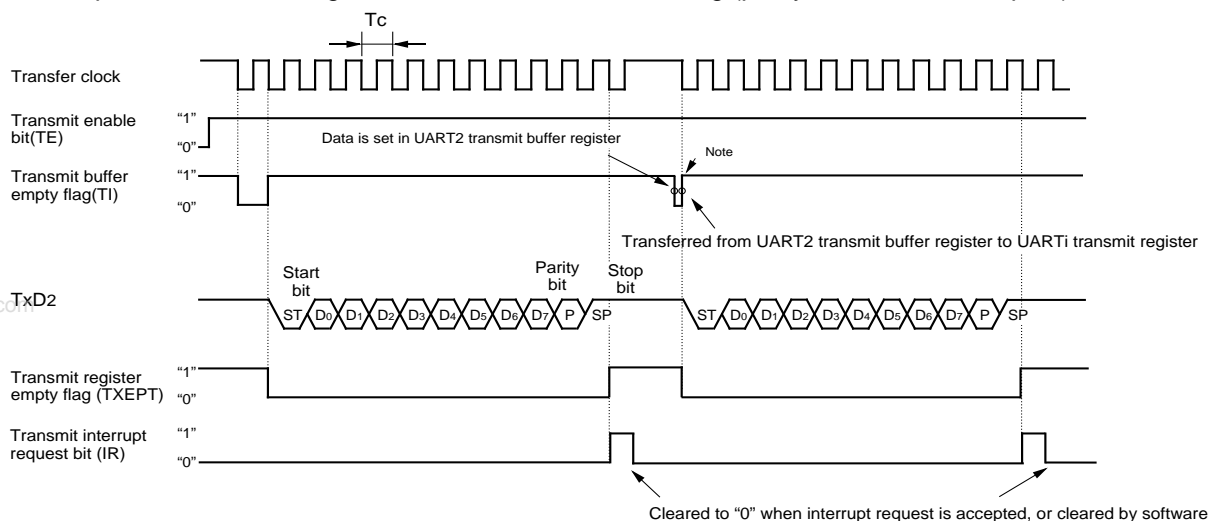 Tc
Transfer clock
Transmit enable
bit(TE)
“1”
“0”
Data is set in UART2 transmit buffer register
Note
Transmit buffer
empty flag(TI)
“1”
“0”
Transferred from UART2 transmit buffer register to UARTi transmit register
Start
bit
Parity
bit
Stop
bit
com
TxD2
ST D0 D1 D2 D3 D4 D5 D6 D7 P SP
ST D0 D1 D2 D3 D4 D5 D6 D7 P SP
Transmit register
empty flag (TXEPT)
“1”
“0”
Transmit interrupt
request bit (IR)
“1”
“0”
Cleared to “0” when interrupt request is accepted, or cleared by software